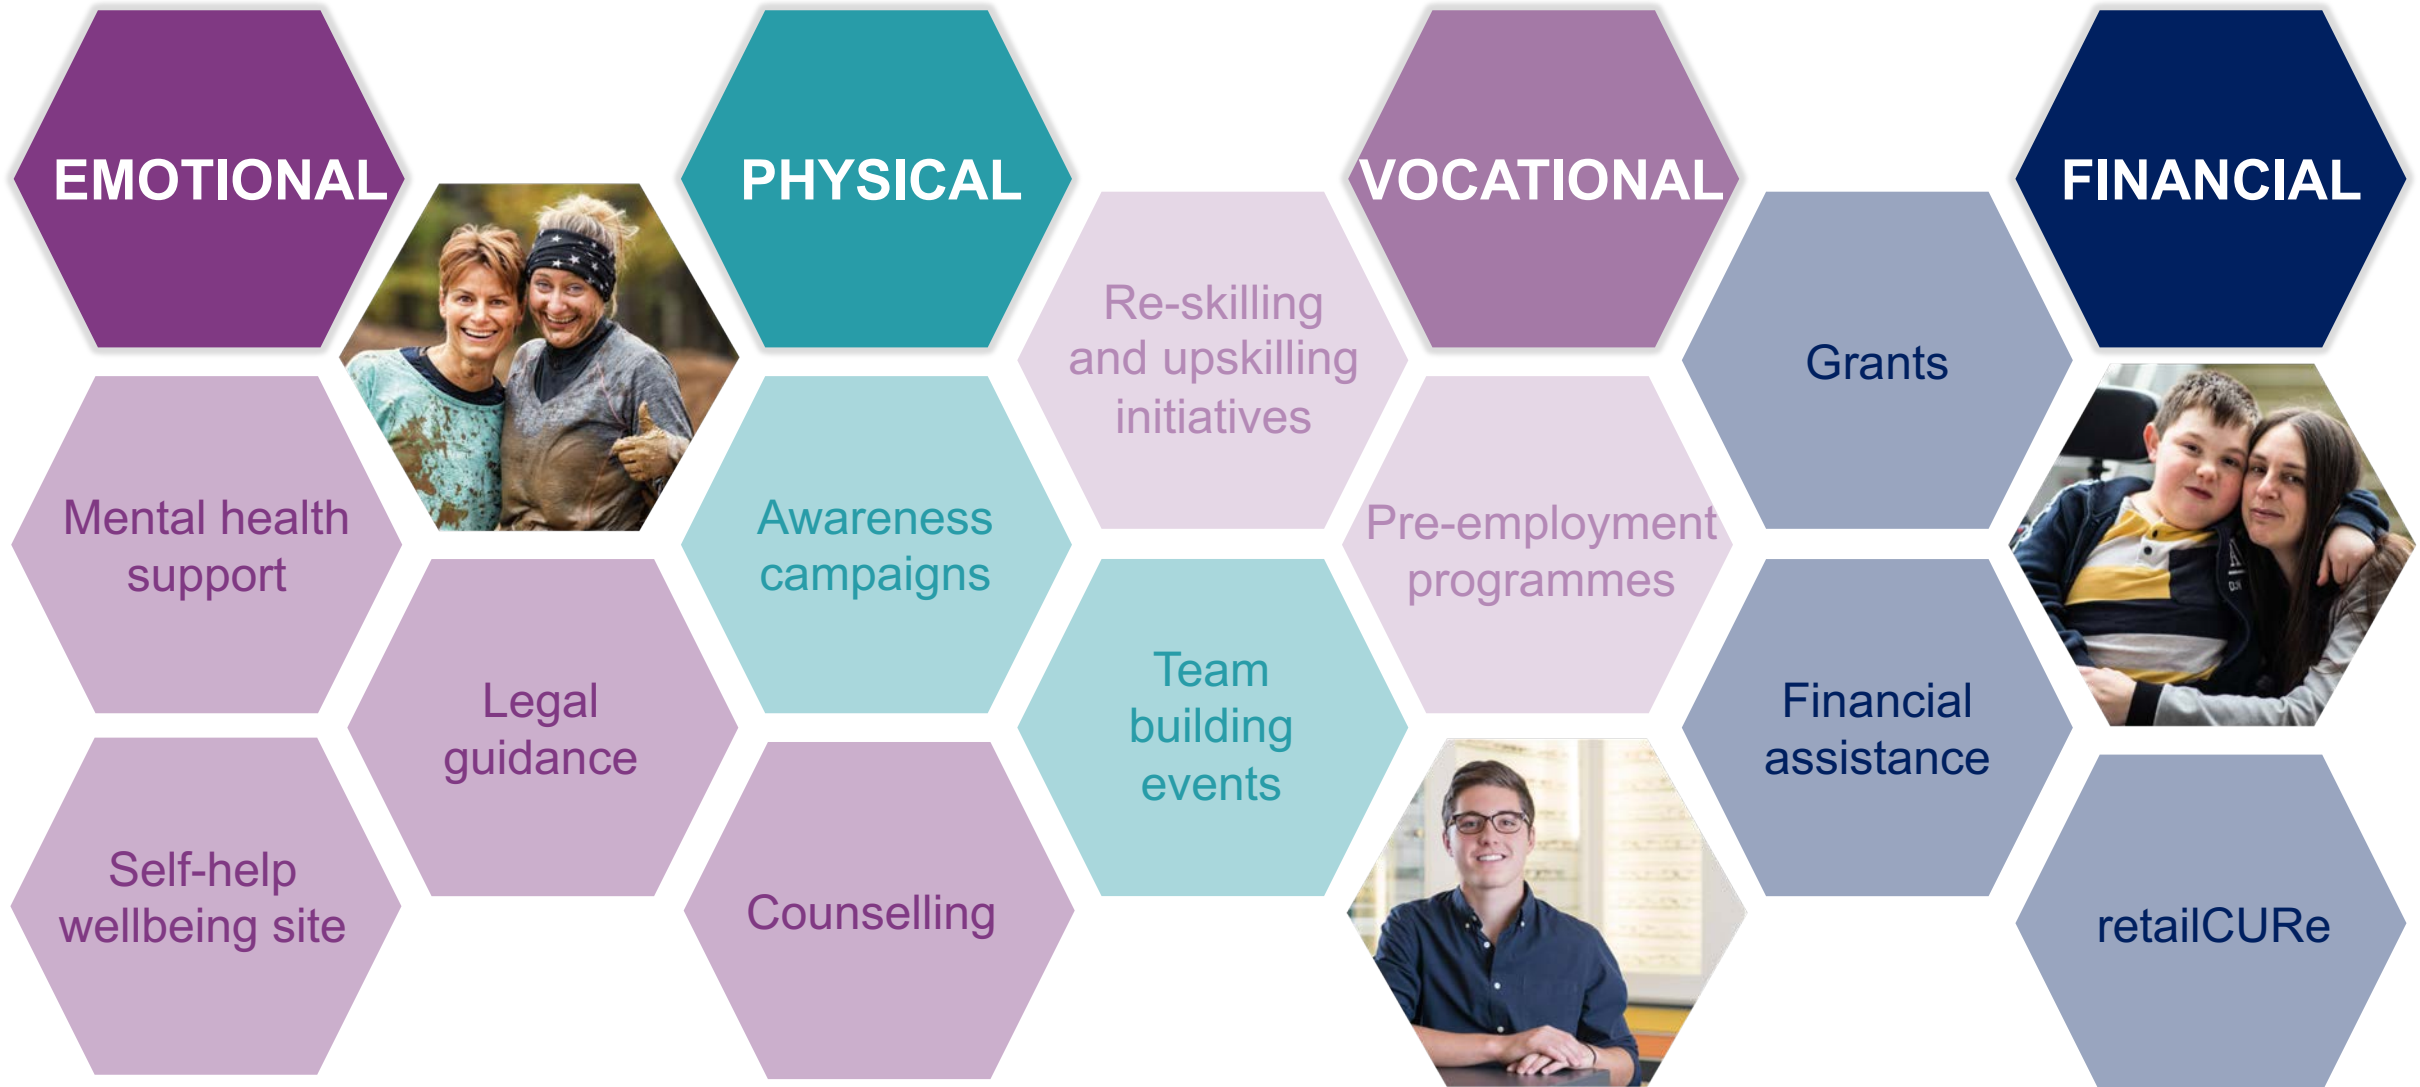 EMOTIONAL
PHYSICAL
VOCATIONAL
FINANCIAL
Re-skilling
and upskilling
initiatives
Grants
Mental health
support
Awareness
campaigns
Pre-employment
programmes
Legal
guidance
Team
building
events
Financial
assistance
Self-help
wellbeing site
Counselling
retailCURe